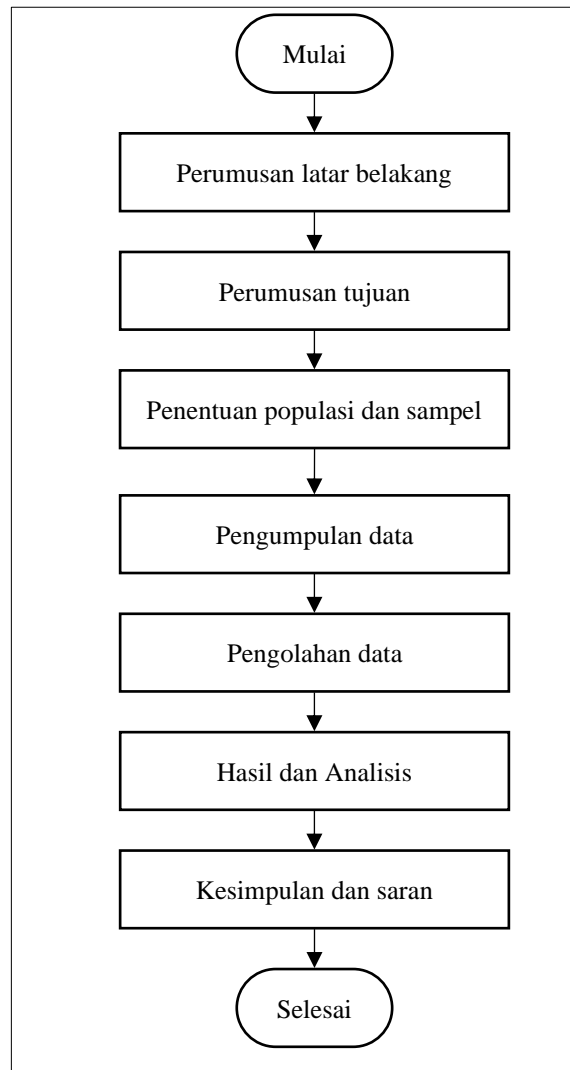 Mulai
Perumusan latar belakang
Perumusan tujuan
Penentuan populasi dan sampel
Pengumpulan data
Pengolahan data
Hasil dan Analisis
Kesimpulan dan saran
Selesai